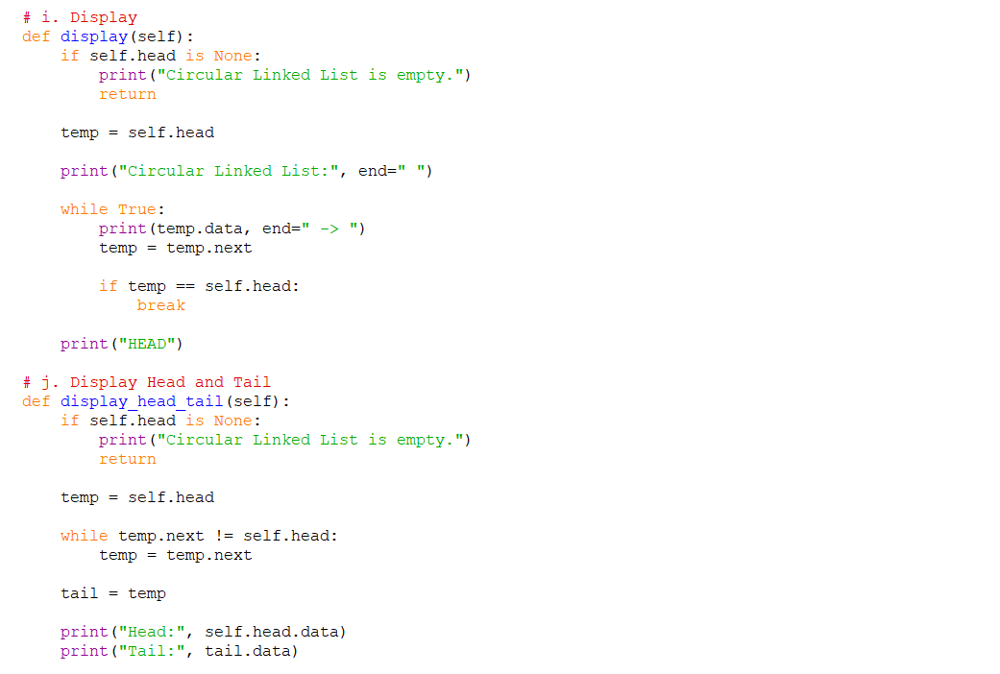 # i. Display
def display(self):
    if self.head is None:
        print("Circular Linked List is empty.")
        return

    temp = self.head

    print("Circular Linked List:", end=" ")

    while True:
        print(temp.data, end=" -> ")
        temp = temp.next

        if temp == self.head:
            break

    print("HEAD")

# j. Display Head and Tail
def display_head_tail(self):
    if self.head is None:
        print("Circular Linked List is empty.")
        return

    temp = self.head

    while temp.next != self.head:
        temp = temp.next

    tail = temp

    print("Head:", self.head.data)
    print("Tail:", tail.data)